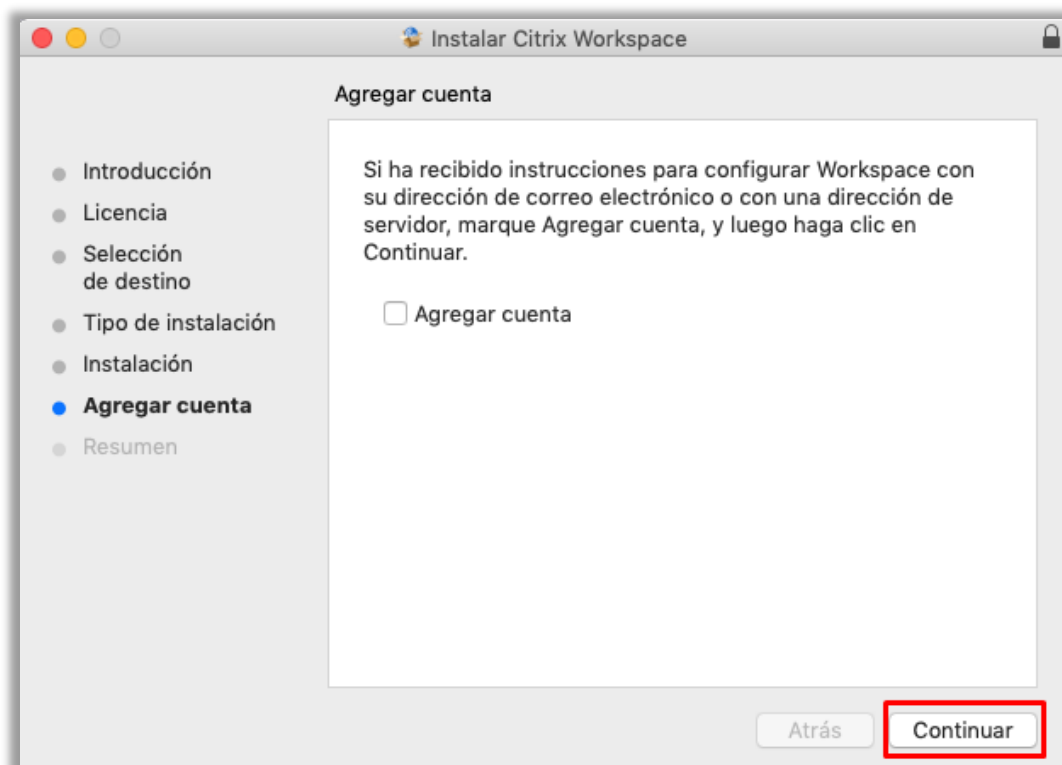 Instalar Citrix Workspace
Agregar cuenta
Introducción
Licencia
Selección
de destino
Tipo de instalación
Instalación
Agregar cuenta
Resumen
Si ha recibido instrucciones para configurar Workspace con
su dirección de correo electrónico o con una dirección de
servidor, marque Agregar cuenta, y luego haga clic en
Continuar.
Agregar cuenta
Atrás
Continuar